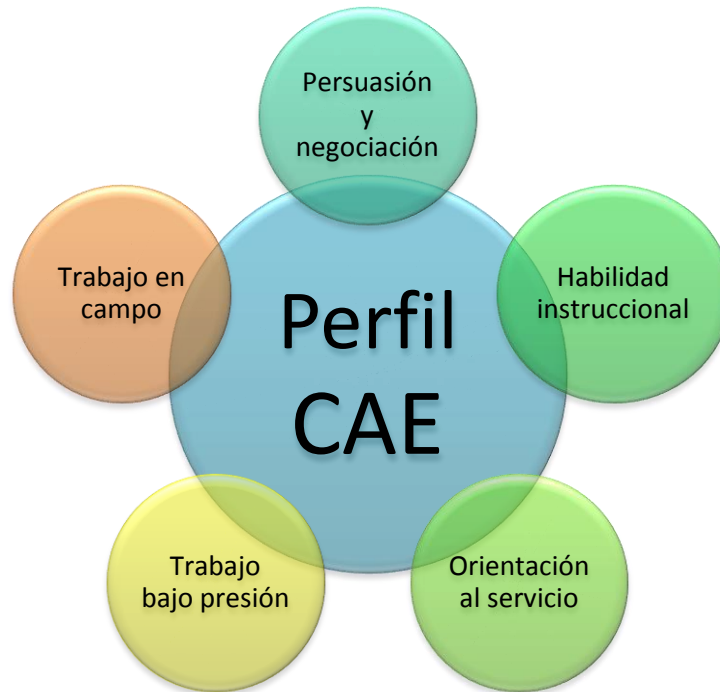 Persuasión
y
negociación
Trabajo en
campo
Habilidad
instruccional
Perfil
CAE
Trabajo
bajo presión
Orientación
al servicio